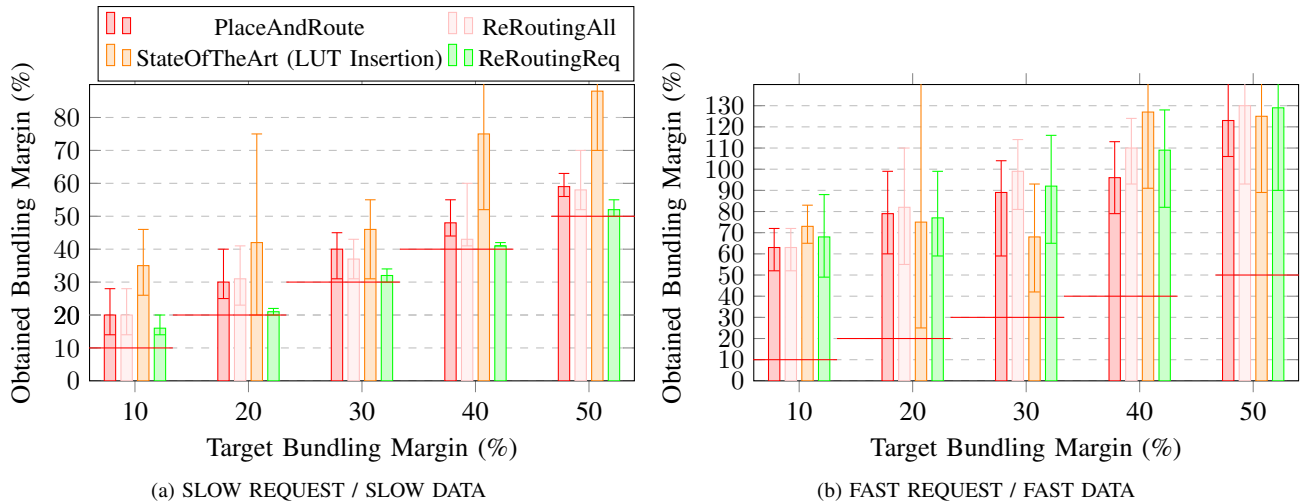 PlaceAndRoute ReRoutingAll
StateOfTheArt (LUT Insertion) ReRoutingReq
Obtained Bundling Margin (%)
80
70
60
50
40
30
20
10
0
10 20 30 40 50
Target Bundling Margin (%)
(a) SLOW REQUEST / SLOW DATA
Obtained Bundling Margin (%)
130
120
110
100
90
80
70
60
50
40
30
20
10
0
10 20 30 40 50
Target Bundling Margin (%)
(b) FAST REQUEST / FAST DATA